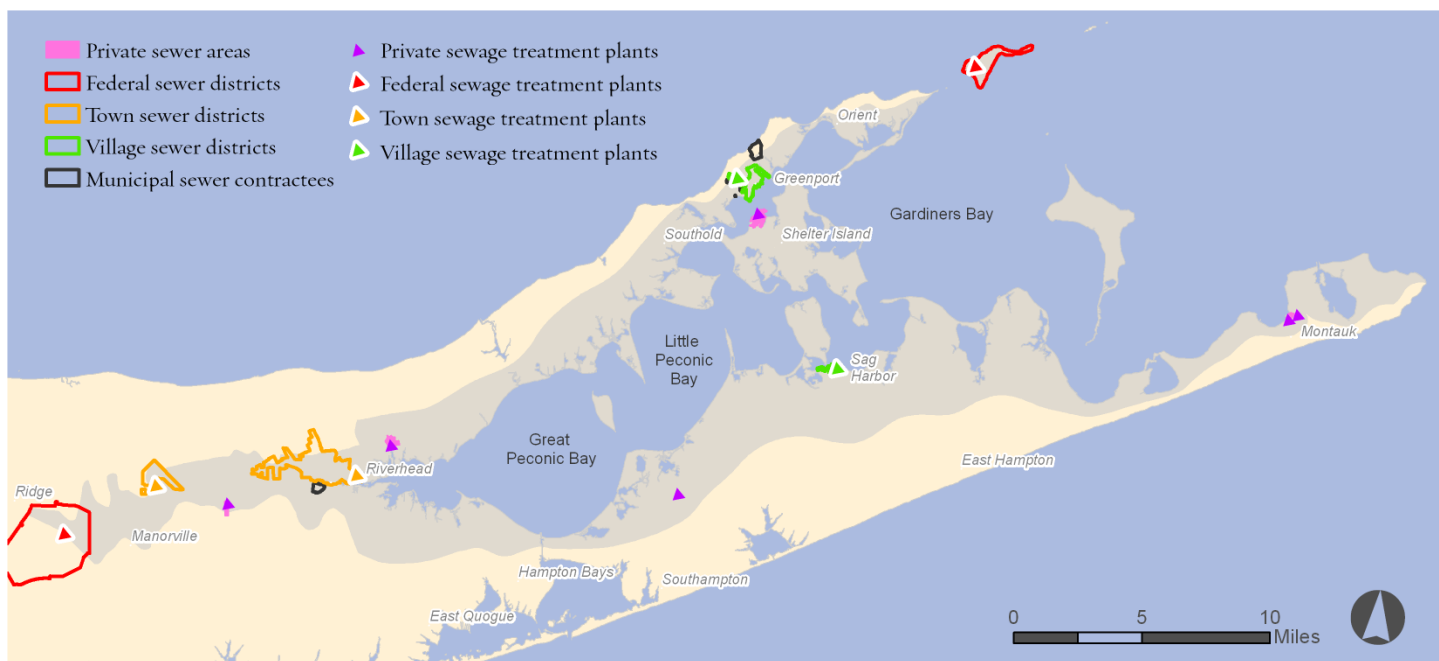 Private sewer areas
Federal sewer districts
Town sewer districts
Village sewer districts
Municipal sewer contractees
Private sewage treatment plants
Federal sewage treatment plants
Town sewage treatment plants
Village sewage treatment plants
Orient
Greenport
Gardiners Bay
Southold
Shelter Island
Montauk
Little
Peconic
Bay
Sag
Harbor
Great
Peconic Bay
Riverhead
East Hampton
Ridge
Manorville
Hampton Bays
Southampton
East Quogue
0 5 10
Miles